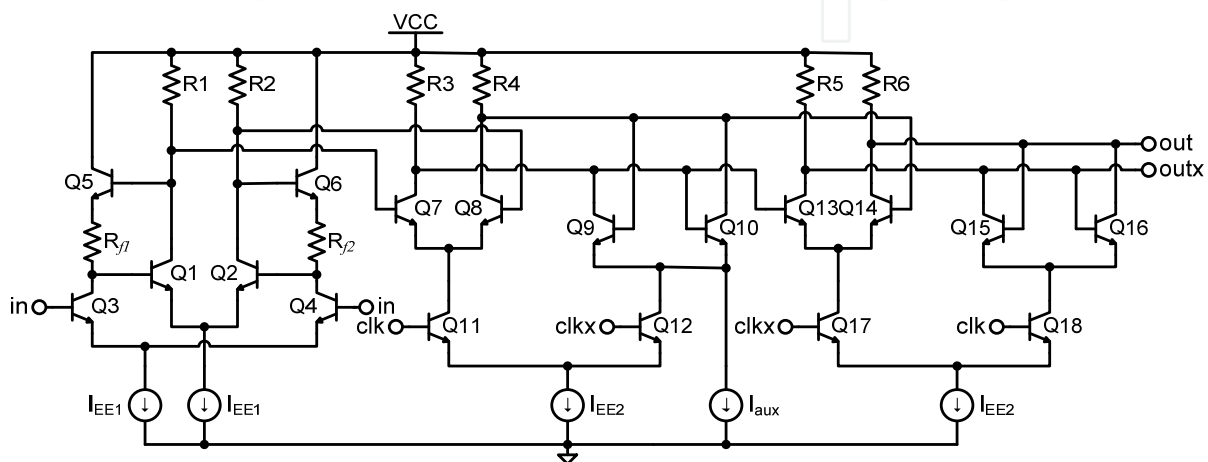 VCC
R1 R2 R3 R4 R5 R6
out
outx
Q5 Q6 Q7 Q8 Q9 Q10 Q13 Q14 Q15 Q16
Rf1 Rf2
Q1 Q2
in Q3 Q4 in
clk Q11 clkx Q12 clkx Q17 clk Q18
IEE1 IEE1 IEE2 Iaux IEE2